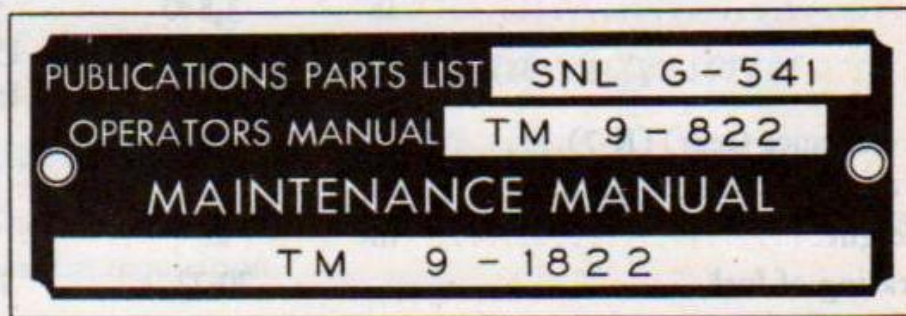 PUBLICATIONS PARTS LIST SNL G-541
OPERATORS MANUAL TM 9-822
MAINTENANCE MANUAL
TM 9-1822